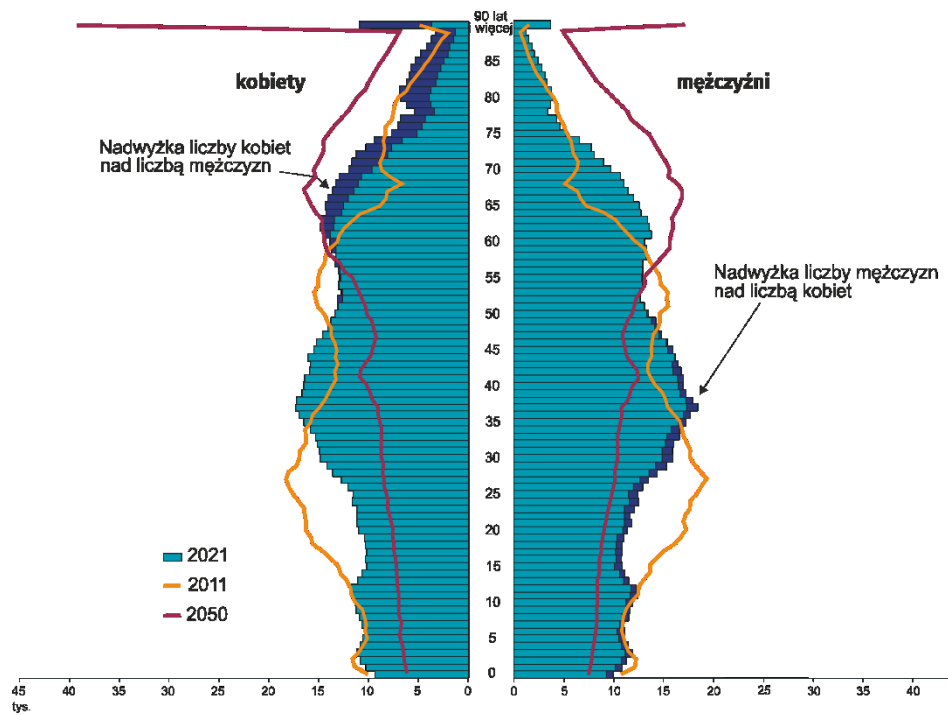 90 lat
i więcej
kobiety
mężczyźni
85
80
75
70
65
60
55
50
45
40
35
30
25
20
15
10
5
0
Nadwyżka liczby kobiet
nad liczbą mężczyzn
Nadwyżka liczby mężczyzn
nad liczbą kobiet
2021
2011
2050
45 40 35 30 25 20 15 10 5 0 0 5 10 15 20 25 30 40
tys.